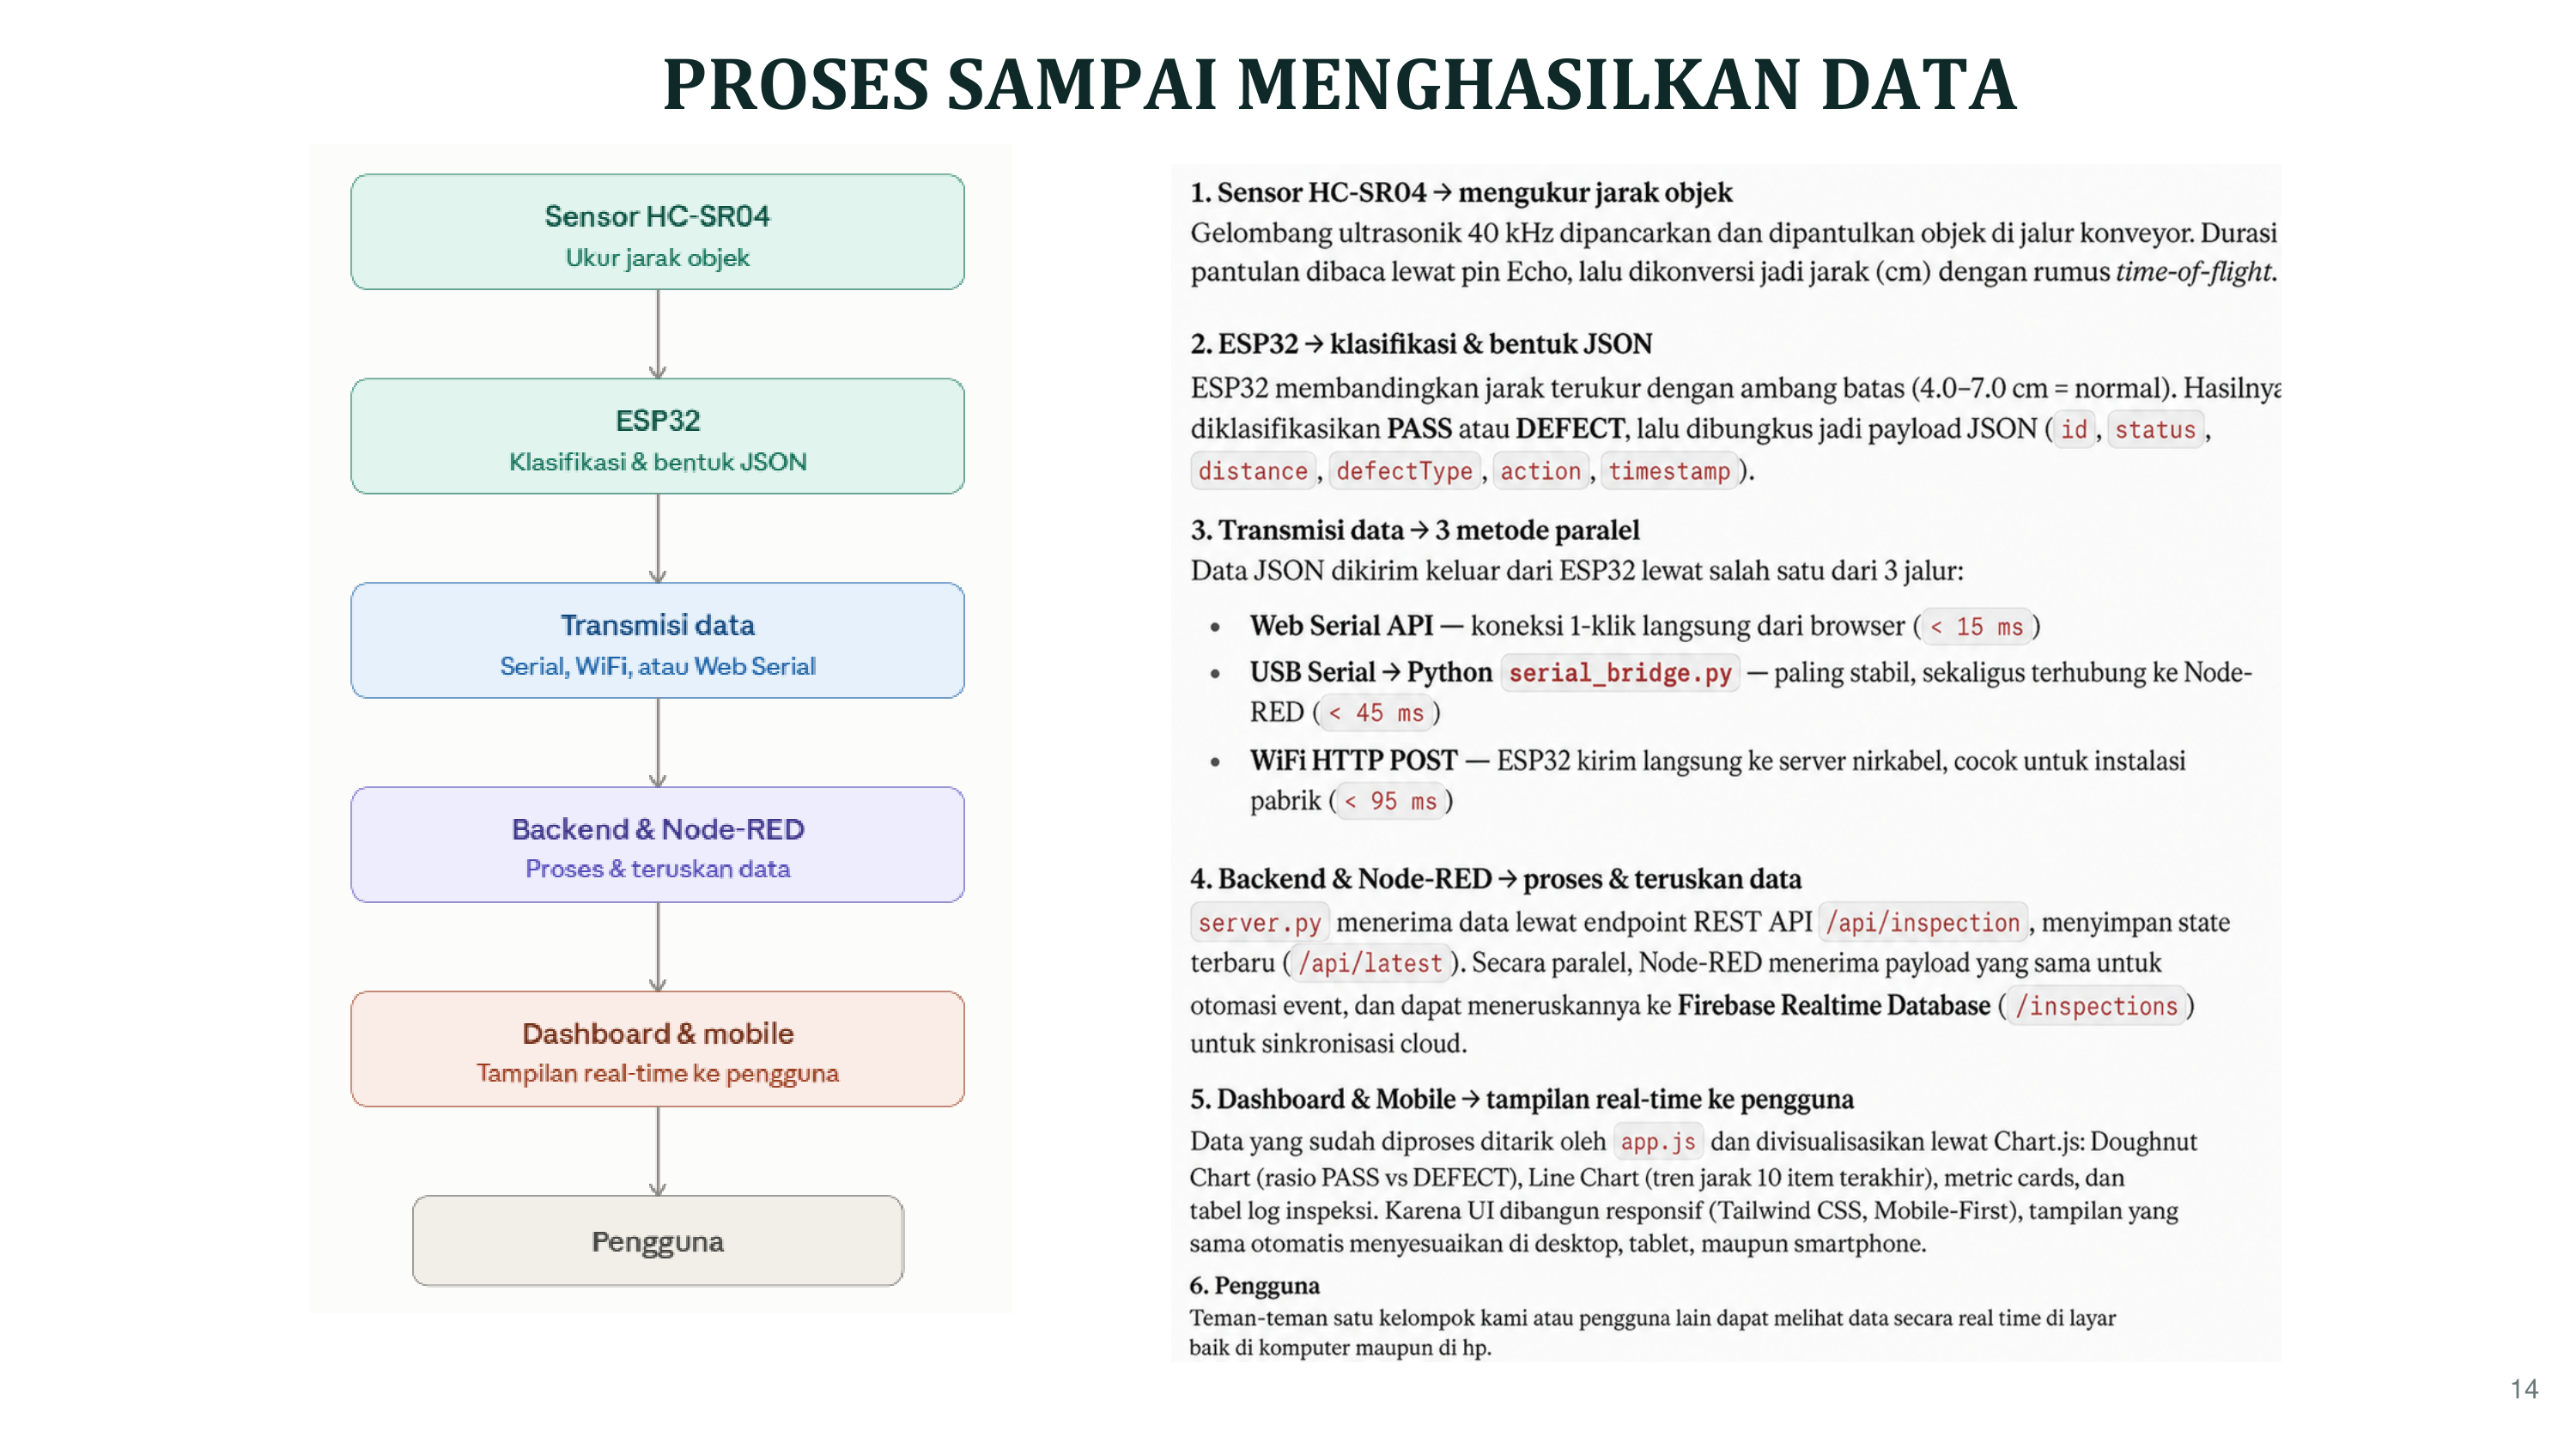 PROSES SAMPAI MENGHASILKAN DATA
Sensor HC-SR04
Ukur jarak objek
ESP32
Klasifikasi & bentuk JSON
Transmisi data
Serial, WiFi, atau Web Serial
Backend & Node-RED
Proses & teruskan data
Dashboard & mobile
Tampilan real-time ke pengguna
Pengguna
1. Sensor HC-SR04 → mengukur jarak objek
Gelombang ultrasonik 40 kHz dipancarkan dan dipantulkan objek di jalur konveyor. Durasi
pantulan dibaca lewat pin Echo, lalu dikonversi jadi jarak (cm) dengan rumus time-of-flight.
2. ESP32 → klasifikasi & bentuk JSON
ESP32 membandingkan jarak terukur dengan ambang batas (4.0–7.0 cm = normal). Hasilnya
diklasifikasikan PASS atau DEFECT, lalu dibungkus jadi payload JSON ( id , status ,
distance , defectType , action , timestamp ).
3. Transmisi data → 3 metode paralel
Data JSON dikirim keluar dari ESP32 lewat salah satu dari 3 jalur:
• Web Serial API — koneksi 1-klik langsung dari browser ( < 15 ms )
• USB Serial → Python serial_bridge.py — paling stabil, sekaligus terhubung ke Node-
RED ( < 45 ms )
• WiFi HTTP POST — ESP32 kirim langsung ke server nirkabel, cocok untuk instalasi
pabrik ( < 95 ms )
4. Backend & Node-RED → proses & teruskan data
server.py menerima data lewat endpoint REST API /api/inspection , menyimpan state
terbaru ( /api/latest ). Secara paralel, Node-RED menerima payload yang sama untuk
otomasi event, dan dapat meneruskannya ke Firebase Realtime Database ( /inspections )
untuk sinkronisasi cloud.
5. Dashboard & Mobile → tampilan real-time ke pengguna
Data yang sudah diproses ditarik oleh app.js dan divisualisasikan lewat Chart.js: Doughnut
Chart (rasio PASS vs DEFECT), Line Chart (tren jarak 10 item terakhir), metric cards, dan
tabel log inspeksi. Karena UI dibangun responsif (Tailwind CSS, Mobile-First), tampilan yang
sama otomatis menyesuaikan di desktop, tablet, maupun smartphone.
6. Pengguna
Teman-teman satu kelompok kami atau pengguna lain dapat melihat data secara real time di layar
baik di komputer maupun di hp.
14